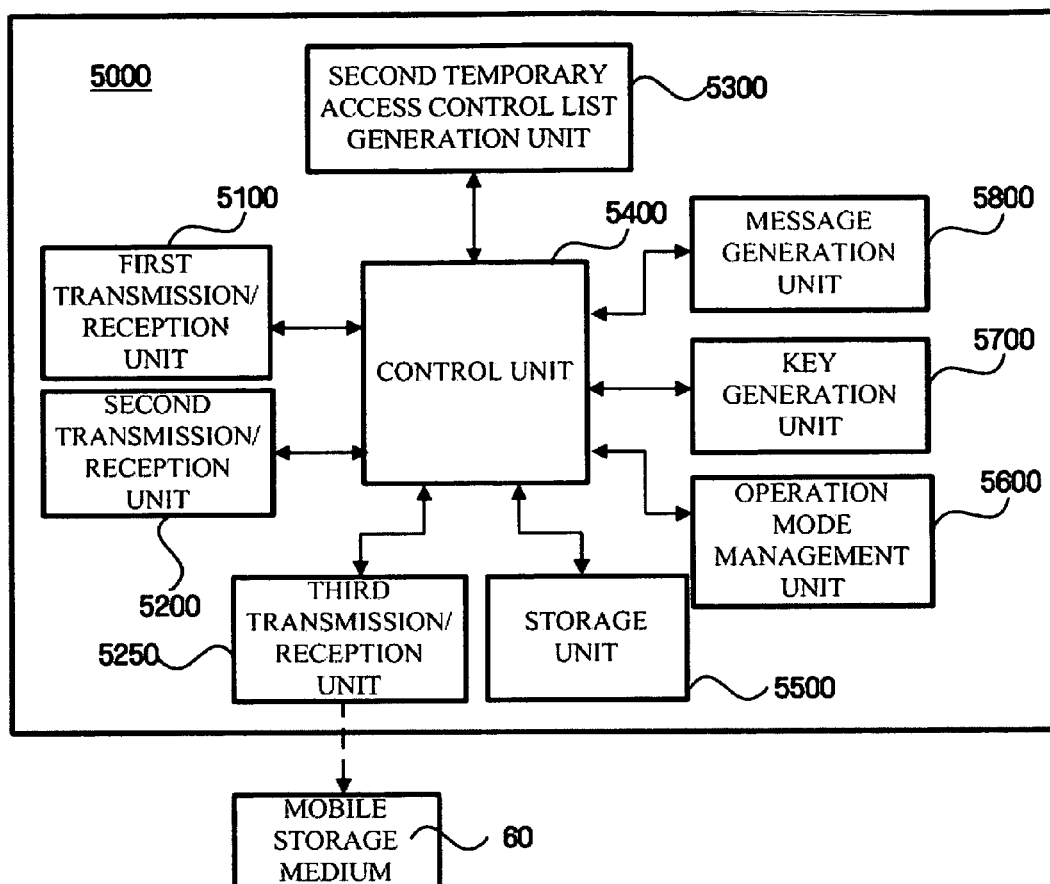 5000
SECOND TEMPORARY
ACCESS CONTROL LIST
GENERATION UNIT
5300
5100
FIRST
TRANSMISSION/
RECEPTION
UNIT
5400
CONTROL UNIT
5800
MESSAGE
GENERATION
UNIT
5700
KEY
GENERATION
UNIT
SECOND
TRANSMISSION/
RECEPTION
UNIT
5200
5600
OPERATION
MODE
MANAGEMENT
UNIT
5250
THIRD
TRANSMISSION/
RECEPTION
UNIT
STORAGE
UNIT
5500
MOBILE
STORAGE
MEDIUM
60